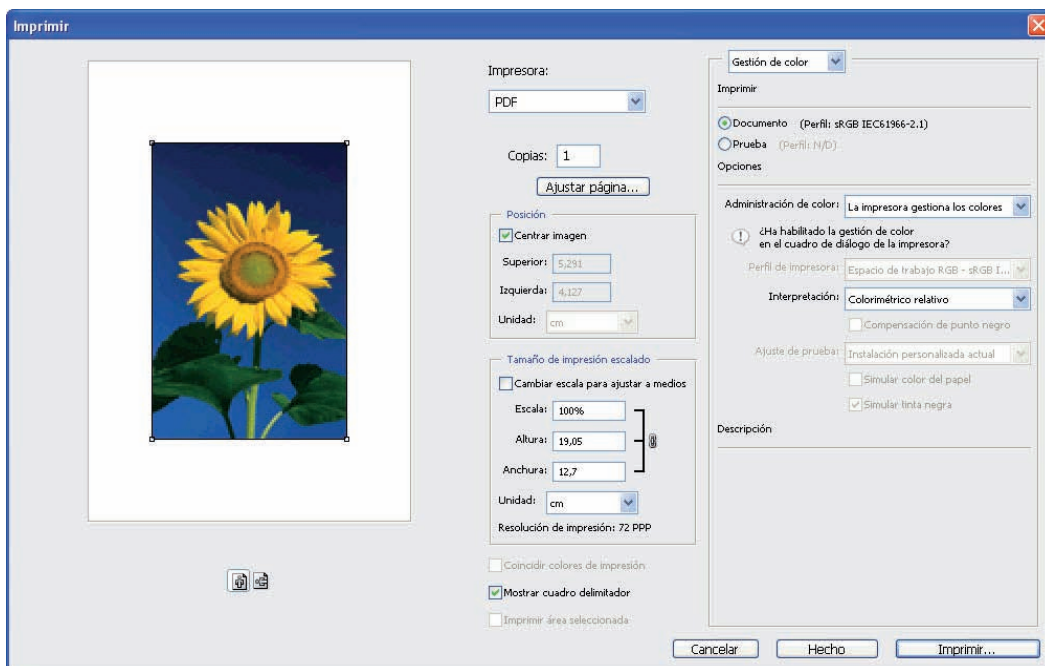 Imprimir
Impresora:
PDF
Copias: 1
Ajustar página...
Posición
Centrar imagen
Superior: 5,291
Izquierda: 4,127
Unidad: cm
Tamaño de impresión escalado
Cambiar escala para ajustar a medios
Escala: 100%
Altura: 19,05
Anchura: 12,7
Unidad: cm
Resolución de impresión: 72 PPP
Coincidir colores de impresión
Mostrar cuadro delimitador
Imprimir área seleccionada
Gestión de color
Imprimir
Documento (Perfil: sRGB IEC61966-2.1)
Prueba (Perfil: N/D)
Opciones
Administración de color: La impresora gestiona los colores
¿Ha habilitado la gestión de color
en el cuadro de diálogo de la impresora?
Perfil de impresora: Espacio de trabajo RGB - sRGB I...
Interpretación: Colorimétrico relativo
Compensación de punto negro
Ajuste de prueba: Instalación personalizada actual
Simular color del papel
Simular tinta negra
Descripción
Cancelar Hecho Imprimir...